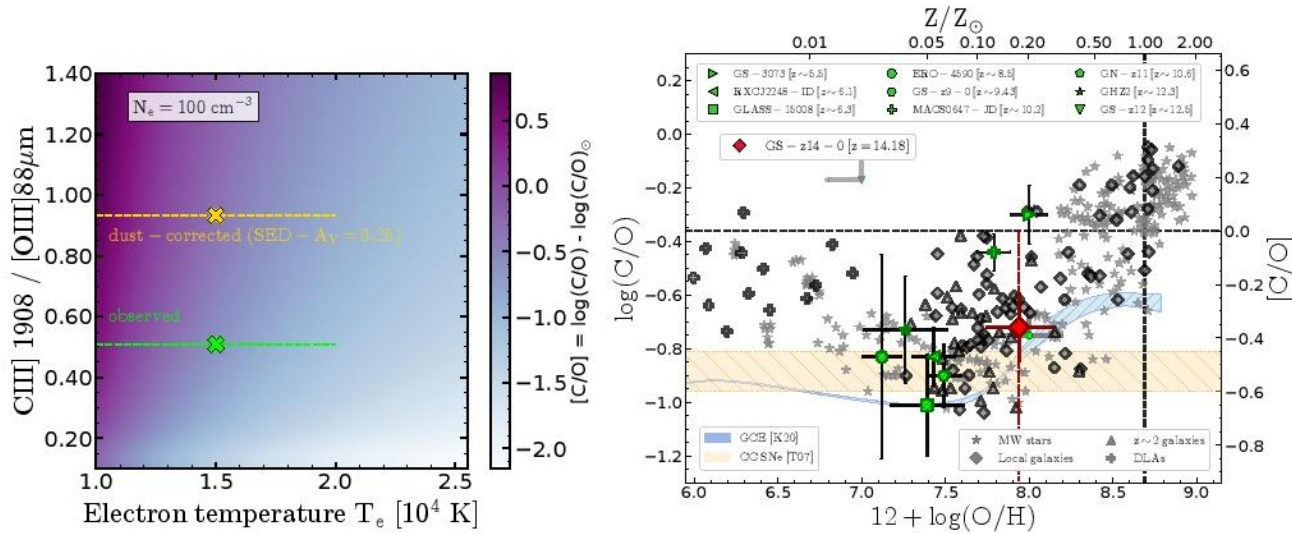 1.40
1.20
1.00
0.80
0.60
0.40
0.20
CIII] 1908 / [OIII]88μm
N_e = 100 cm⁻³
dust − corrected (SED − A_V = 0.25)
observed
1.0 1.5 2.0 2.5
Electron temperature T_e [10⁴ K]
0.5
0.0
−0.5
−1.0
−1.5
−2.0
[C/O] = log(C/O) - log(C/O)_⊙
Z/Z_⊙
0.01 0.05 0.10 0.20 0.50 1.00 2.00
GS − 3073 [z ∼ 5.5]
RXCJ2248 − ID [z ∼ 6.1]
GLASS − 15008 [z ∼ 6.3]
ERO − 4590 [z ∼ 8.5]
GS − z9 − 0 [z ∼ 9.43]
MACS0647 − JD [z ∼ 10.2]
GN − z11 [z ∼ 10.6]
GHZ2 [z ∼ 12.3]
GS − z12 [z ∼ 12.5]
GS − z14 − 0 [z = 14.18]
0.2
0.0
−0.2
−0.4
−0.6
−0.8
−1.0
−1.2
log(C/O)
0.6
0.4
0.2
0.0
−0.2
−0.4
−0.6
−0.8
[C/O]
GCE [K20]
CCSNe [T07]
MW stars
Local galaxies
z ∼ 2 galaxies
DLAs
6.0 6.5 7.0 7.5 8.0 8.5 9.0
12 + log(O/H)